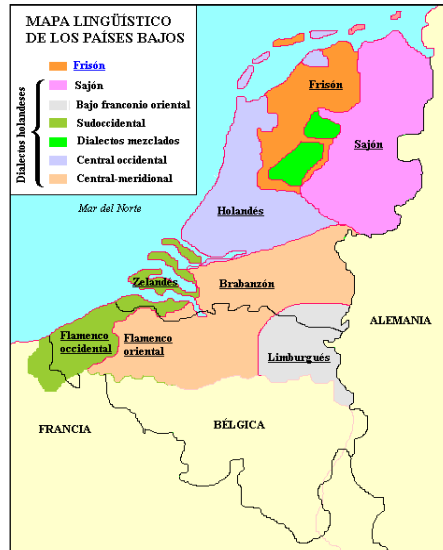 MAPA LINGÜÍSTICO
DE LOS PAÍSES BAJOS
Frisón
Dialectos holandeses
Sajón
Bajo franconio oriental
Sudoccidental
Dialectos mezclados
Central occidental
Central-meridional
Mar del Norte
Frisón
Sajón
Holandés
Zelandés
Brabanzón
ALEMANIA
Flamenco
occidental
Flamenco
oriental
Limburgués
FRANCIA
BÉLGICA